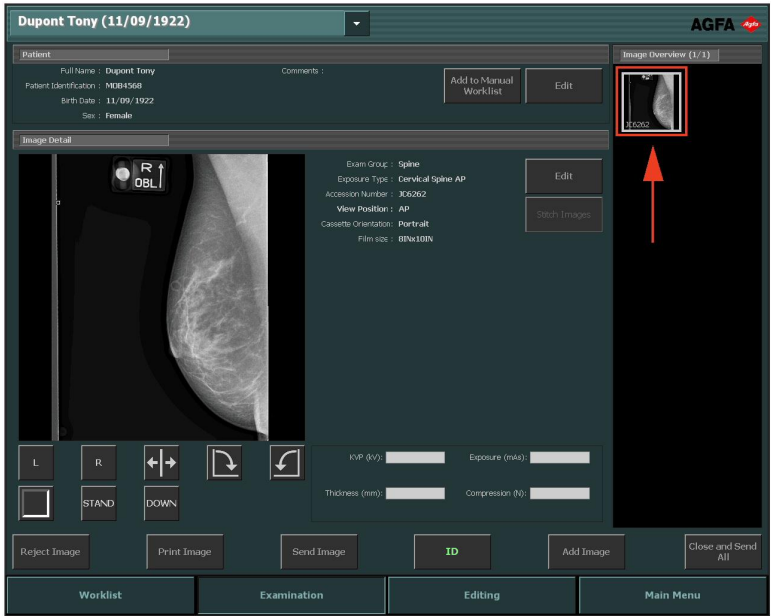 Dupont Tony (11/09/1922)
AGFA
Agfa
Patient
Full Name : Dupont Tony
Patient Identification : MOB4568
Birth Date : 11/09/1922
Sex : Female
Comments :
Add to Manual
Worklist
Edit
Image Overview (1/1)
JC6262
Image Detail
R
OBL
Exam Group : Spine
Exposure Type : Cervical Spine AP
Accession Number : JC6262
View Position : AP
Cassette Orientation: Portrait
Film size : 8INx10IN
Edit
Stitch Images
L
R
STAND
DOWN
KVP (kV):
Exposure (mAs):
Thickness (mm):
Compression (N):
Reject Image
Print Image
Send Image
ID
Add Image
Close and Send
All
Worklist
Examination
Editing
Main Menu